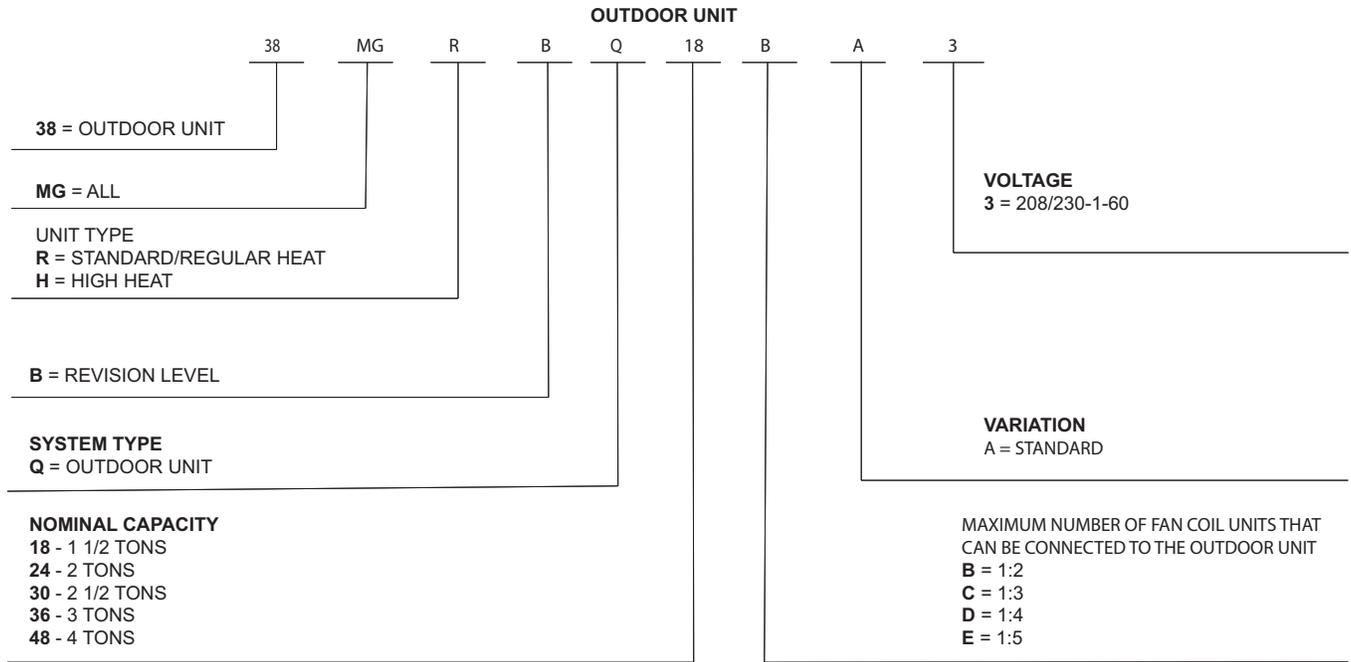 OUTDOOR UNIT
38 MG R B Q 18 B A 3
38 = OUTDOOR UNIT
MG = ALL
UNIT TYPE
R = STANDARD/REGULAR HEAT
H = HIGH HEAT
B = REVISION LEVEL
SYSTEM TYPE
Q = OUTDOOR UNIT
NOMINAL CAPACITY
18 - 1 1/2 TONS
24 - 2 TONS
30 - 2 1/2 TONS
36 - 3 TONS
48 - 4 TONS
VOLTAGE
3 = 208/230-1-60
VARIATION
A = STANDARD
MAXIMUM NUMBER OF FAN COIL UNITS THAT
CAN BE CONNECTED TO THE OUTDOOR UNIT
B = 1:2
C = 1:3
D = 1:4
E = 1:5